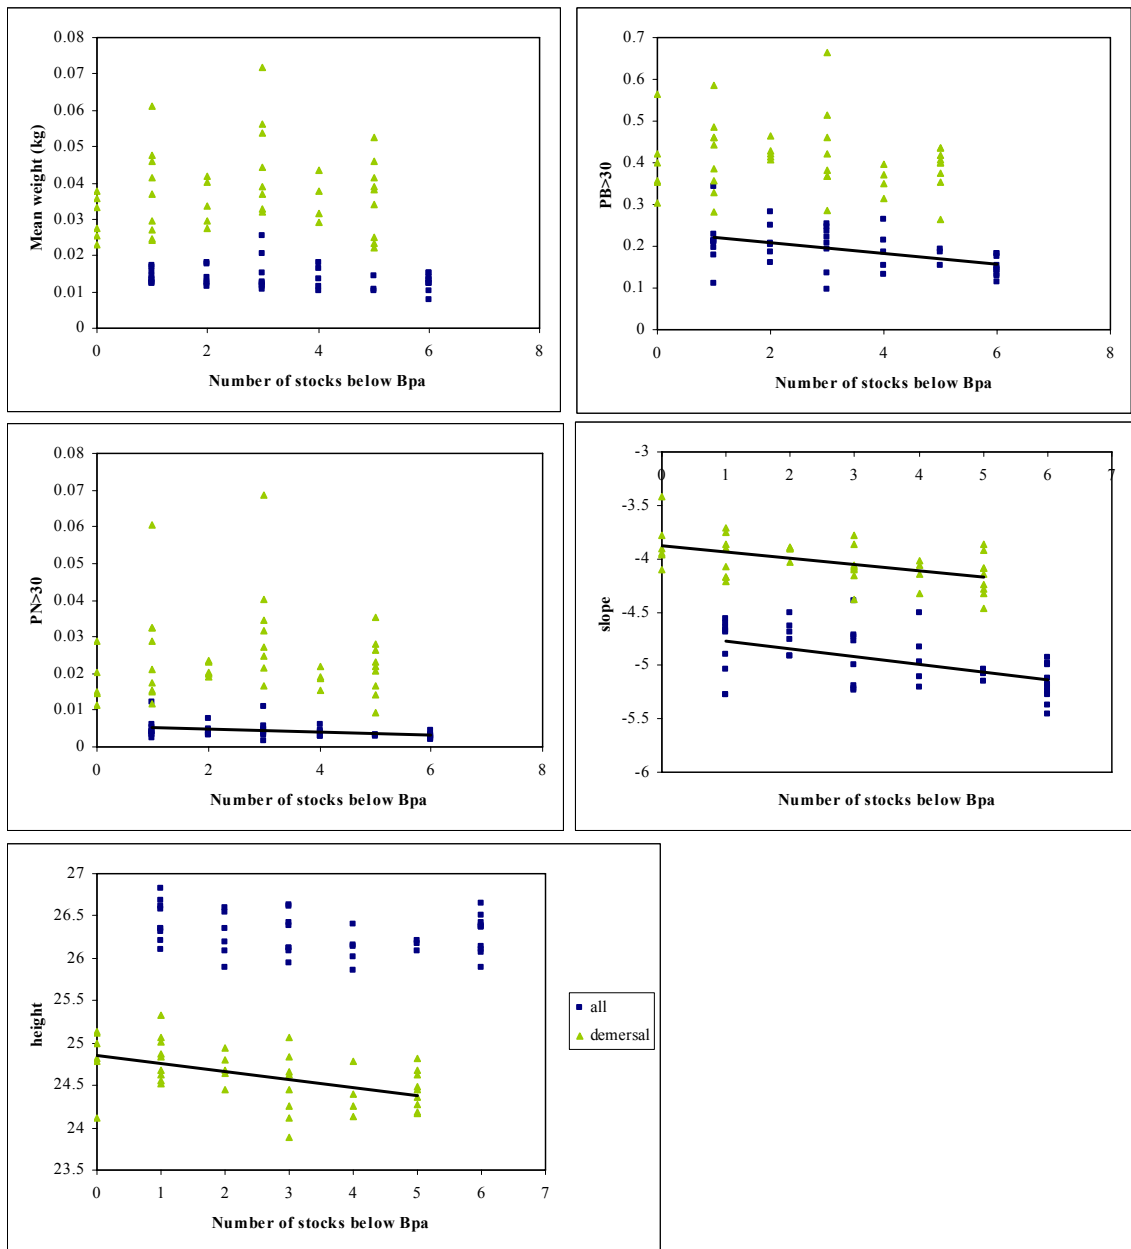 0.08
0.07
0.06
0.05
0.04
0.03
0.02
0.01
0
Mean weight (kg)
0 2 4 6 8
Number of stocks below Bpa
0.7
0.6
0.5
0.4
0.3
0.2
0.1
0
PB>30
0 2 4 6 8
Number of stocks below Bpa
0.08
0.07
0.06
0.05
0.04
0.03
0.02
0.01
0
PN>30
0 2 4 6 8
Number of stocks below Bpa
-3
-3.5
-4
-4.5
-5
-5.5
-6
slope
0 1 2 3 4 5 6 7
Number of stocks below Bpa
27
26.5
26
25.5
25
24.5
24
23.5
height
0 1 2 3 4 5 6 7
Number of stocks below Bpa
all
demersal